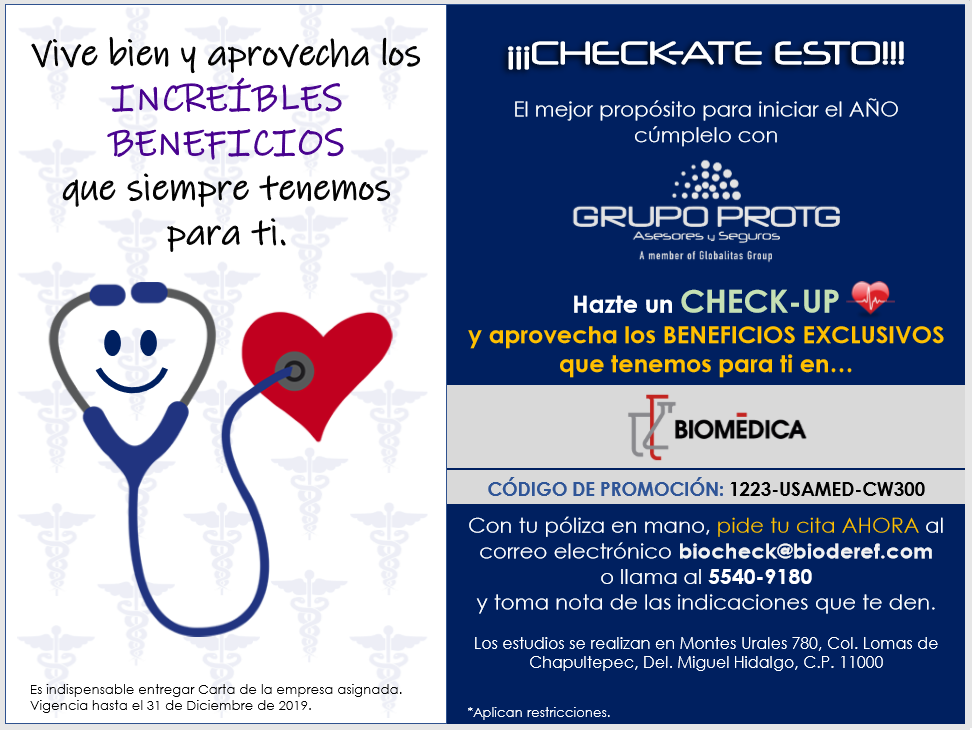 Vive bien y aprovecha los
INCREÍBLES
BENEFICIOS
que siempre tenemos
para ti.
Es indispensable entregar Carta de la empresa asignada.
Vigencia hasta el 31 de Diciembre de 2019.
¡¡¡CHECK-ATE ESTO!!!
El mejor propósito para iniciar el AÑO
cúmplelo con
GRUPO PROTG
Asesores y Seguros
A member of Globalitas Group
Hazte un CHECK-UP
y aprovecha los BENEFICIOS EXCLUSIVOS
que tenemos para ti en...
BIOMĒDICA
CÓDIGO DE PROMOCIÓN: 1223-USAMED-CW300
Con tu póliza en mano, pide tu cita AHORA al
correo electrónico biocheck@bioderef.com
o llama al 5540-9180
y toma nota de las indicaciones que te den.
Los estudios se realizan en Montes Urales 780, Col. Lomas de
Chapultepec, Del. Miguel Hidalgo, C.P. 11000
*Aplican restricciones.